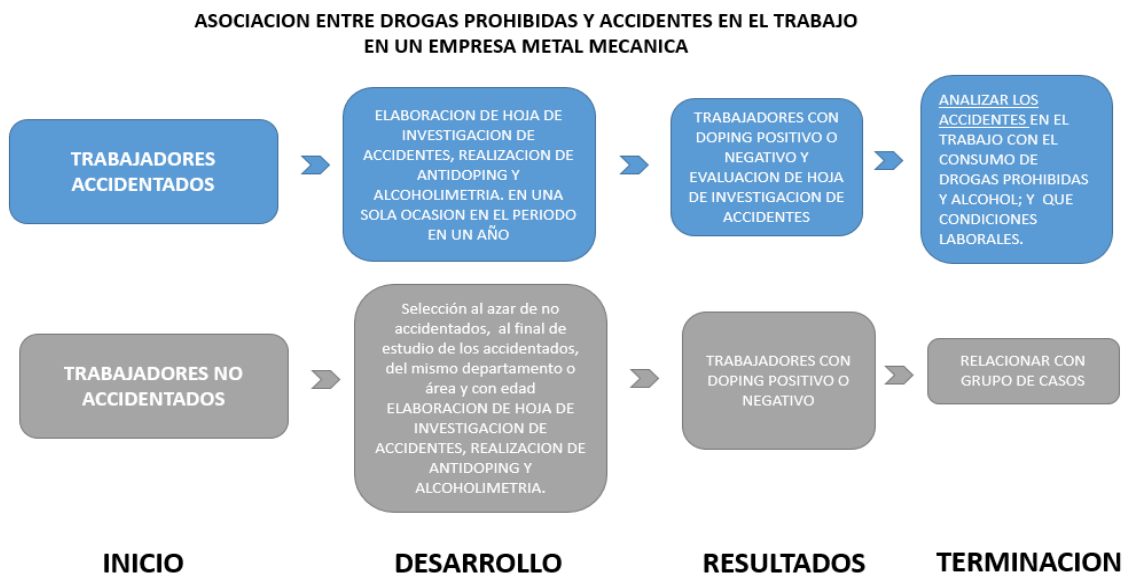 ASOCIACION ENTRE DROGAS PROHIBIDAS Y ACCIDENTES EN EL TRABAJO
EN UN EMPRESA METAL MECANICA
TRABAJADORES
ACCIDENTADOS
ELABORACION DE HOJA DE
INVESTIGACION DE
ACCIDENTES, REALIZACION DE
ANTIDOPING Y
ALCOHOLIMETRIA. EN UNA
SOLA OCASION EN EL PERIODO
EN UN AÑO
TRABAJADORES CON
DOPING POSITIVO O
NEGATIVO Y
EVALUACION DE HOJA
DE INVESTIGACION DE
ACCIDENTES
ANALIZAR LOS
ACCIDENTES EN EL
TRABAJO CON EL
CONSUMO DE
DROGAS PROHIBIDAS
Y ALCOHOL; Y QUE
CONDICIONES
LABORALES.
TRABAJADORES NO
ACCIDENTADOS
Selección al azar de no
accidentados, al final de
estudio de los accidentados,
del mismo departamento o
área y con edad
ELABORACION DE HOJA DE
INVESTIGACION DE
ACCIDENTES, REALIZACION DE
ANTIDOPING Y
ALCOHOLIMETRIA.
TRABAJADORES CON
DOPING POSITIVO O
NEGATIVO
RELACIONAR CON
GRUPO DE CASOS
INICIO
DESARROLLO
RESULTADOS
TERMINACION